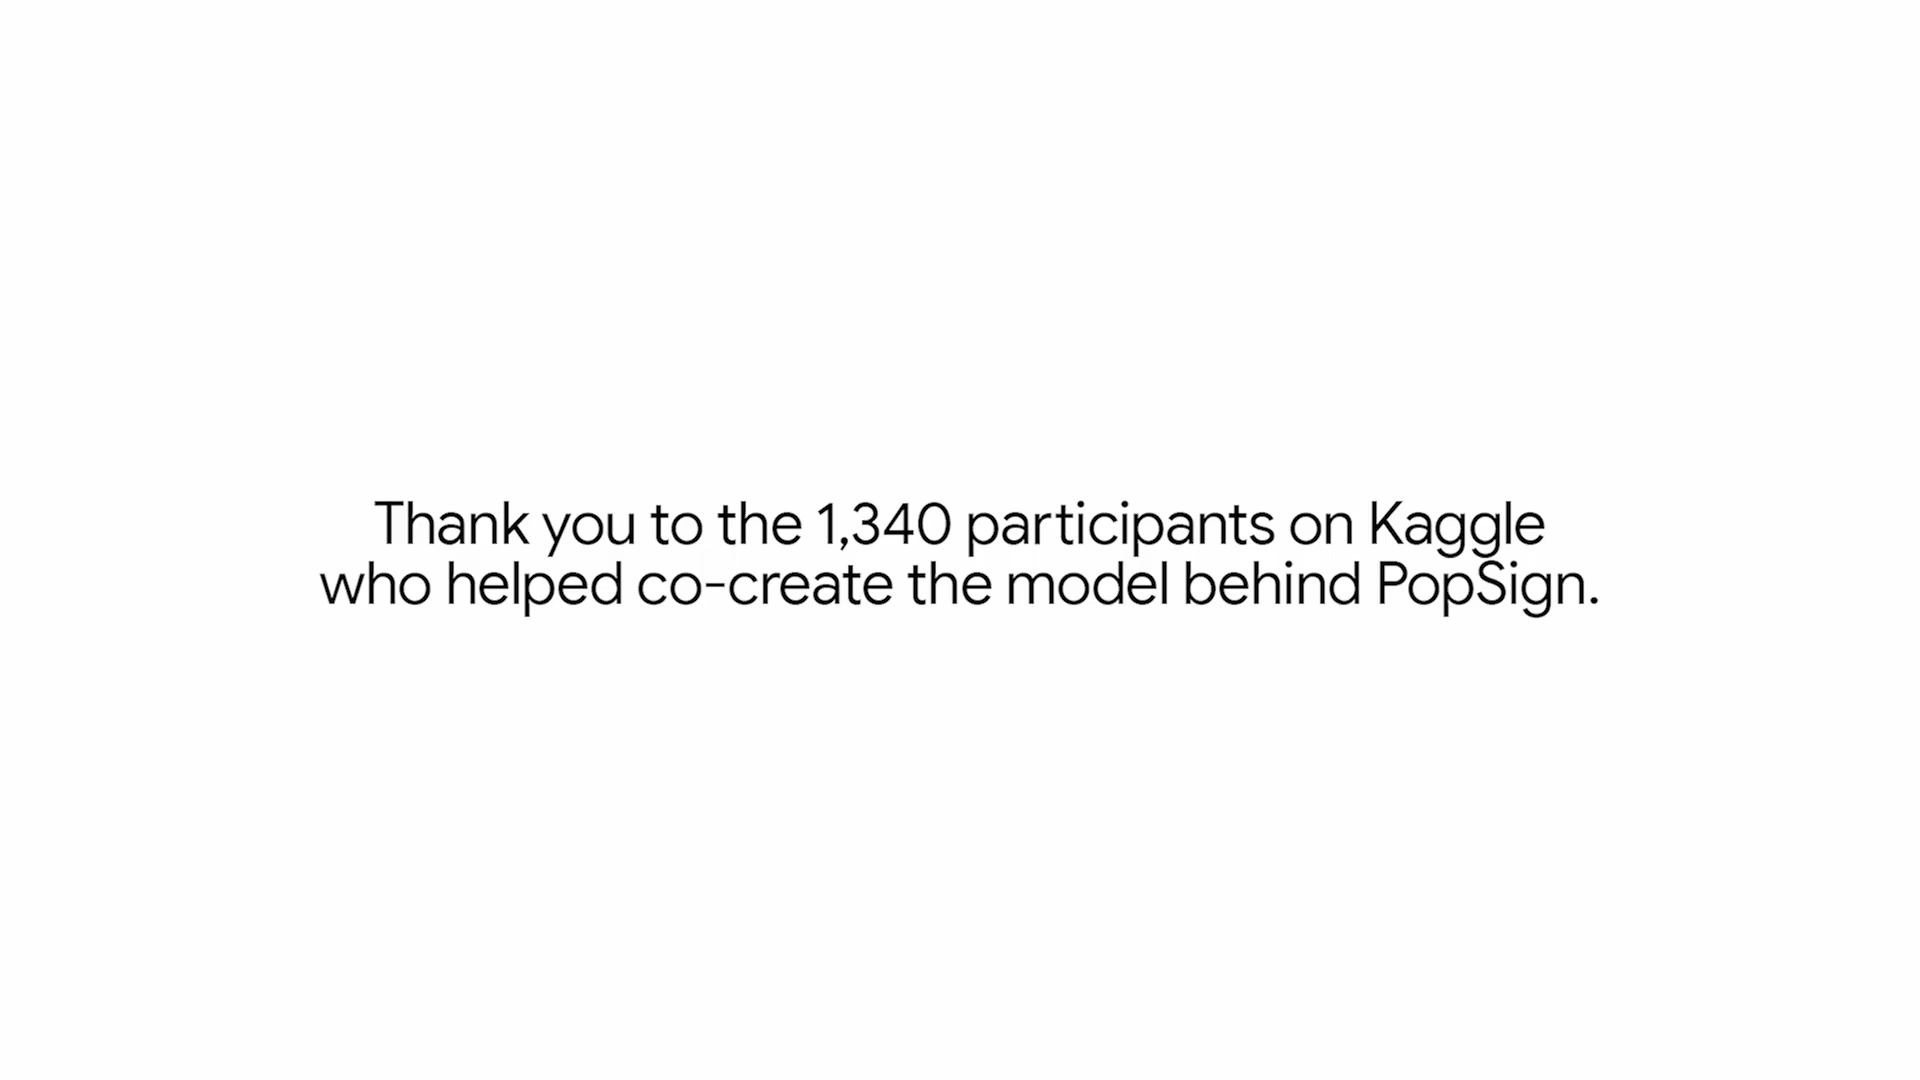 Thank you to the 1,340 participants on Kaggle
who helped co-create the model behind PopSign.